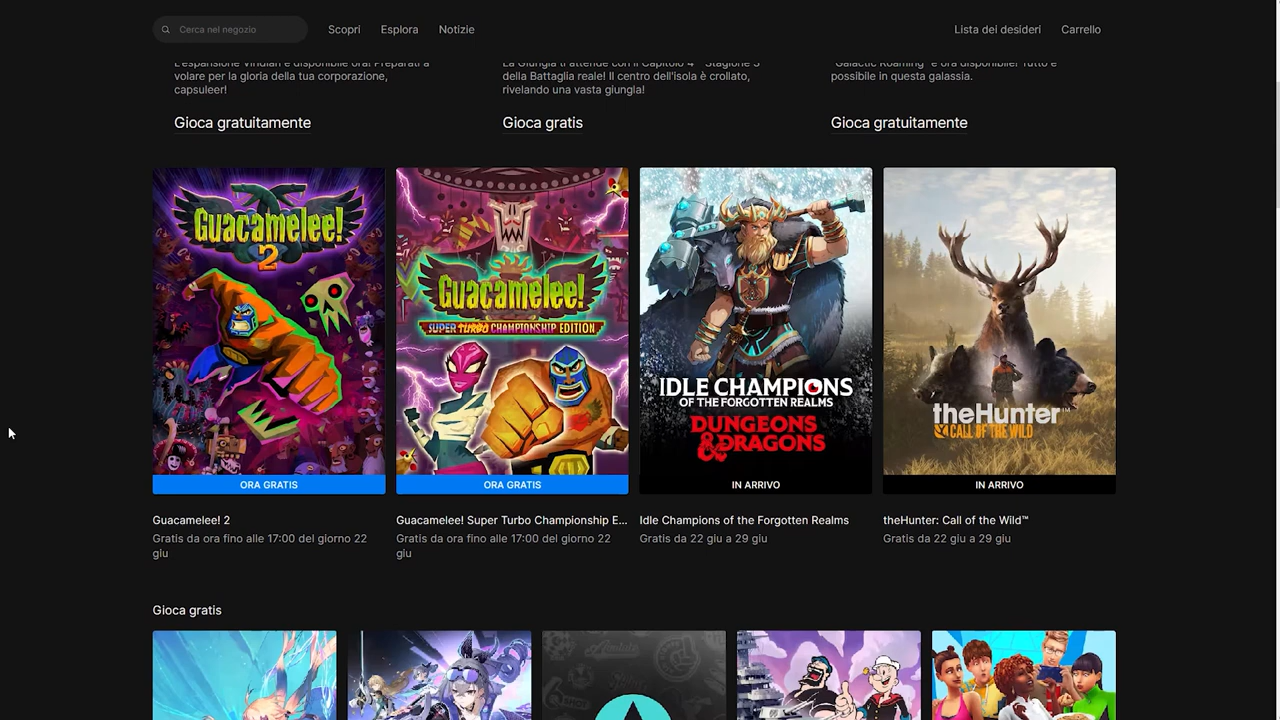 Cerca nel negozio
Scopri
Esplora
Notizie
Lista dei desideri
Carrello
L'espansione Viridian è disponibile ora! Preparati a
volare per la gloria della tua corporazione,
capsuleer!
La Giungla ti attende con il Capitolo 4 - Stagione 3
della Battaglia reale! Il centro dell'isola è crollato,
rivelando una vasta giungla!
"Galactic Roaming" è ora disponibile! Tutto è
possibile in questa galassia.
Gioca gratuitamente
Gioca gratis
Gioca gratuitamente
Guacamelee!
2
ORA GRATIS
Guacamelee!
SUPER TURBO CHAMPIONSHIP EDITION
ORA GRATIS
IDLE CHAMPIONS
OF THE FORGOTTEN REALMS
DUNGEONS
& DRAGONS
IN ARRIVO
theHunter™
CALL OF THE WILD
IN ARRIVO
Guacamelee! 2
Gratis da ora fino alle 17:00 del giorno 22
giu
Guacamelee! Super Turbo Championship E...
Gratis da ora fino alle 17:00 del giorno 22
giu
Idle Champions of the Forgotten Realms
Gratis da 22 giu a 29 giu
theHunter: Call of the Wild™
Gratis da 22 giu a 29 giu
Gioca gratis